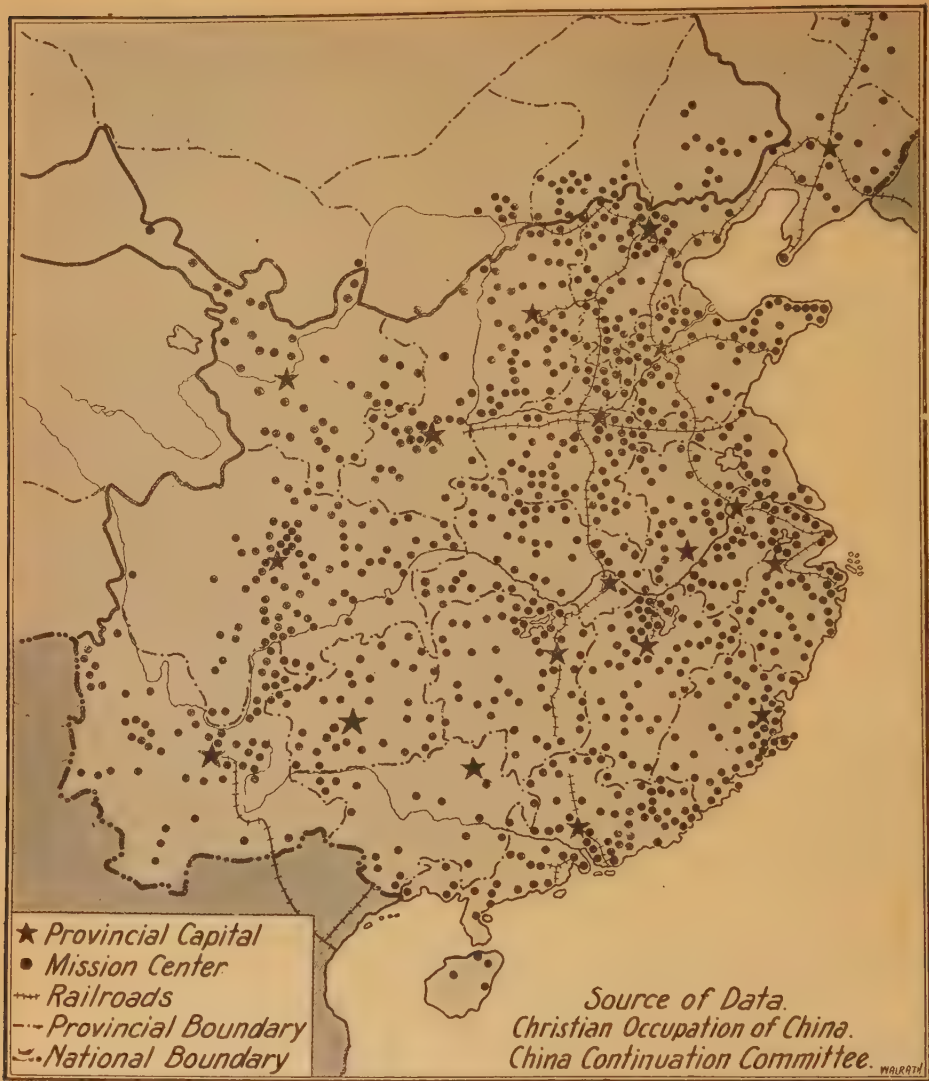 Provincial Capital
Mission Center
Railroads
Provincial Boundary
National Boundary
Source of Data.
Christian Occupation of China.
China Continuation Committee.
WALRATH